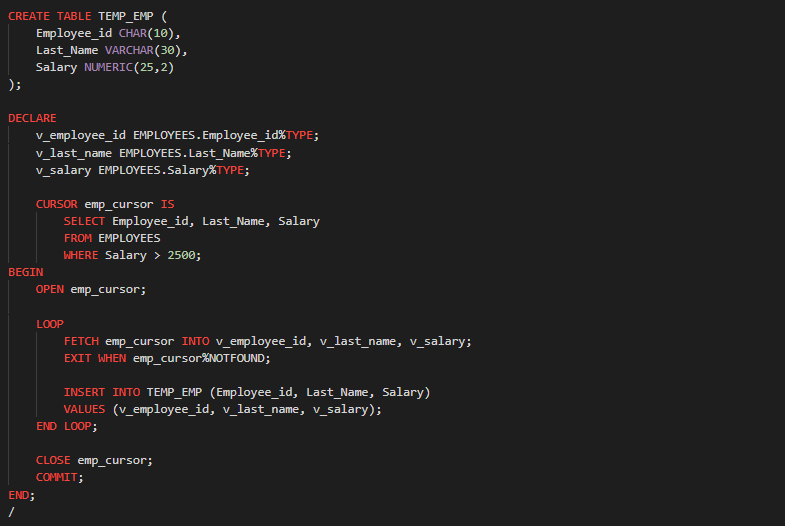 CREATE TABLE TEMP_EMP (
    Employee_id CHAR(10),
    Last_Name VARCHAR(30),
    Salary NUMERIC(25,2)
);

DECLARE
    v_employee_id EMPLOYEES.Employee_id%TYPE;
    v_last_name EMPLOYEES.Last_Name%TYPE;
    v_salary EMPLOYEES.Salary%TYPE;

    CURSOR emp_cursor IS
        SELECT Employee_id, Last_Name, Salary
        FROM EMPLOYEES
        WHERE Salary > 2500;
BEGIN
    OPEN emp_cursor;

    LOOP
        FETCH emp_cursor INTO v_employee_id, v_last_name, v_salary;
        EXIT WHEN emp_cursor%NOTFOUND;

        INSERT INTO TEMP_EMP (Employee_id, Last_Name, Salary)
        VALUES (v_employee_id, v_last_name, v_salary);
    END LOOP;

    CLOSE emp_cursor;
    COMMIT;
END;
/